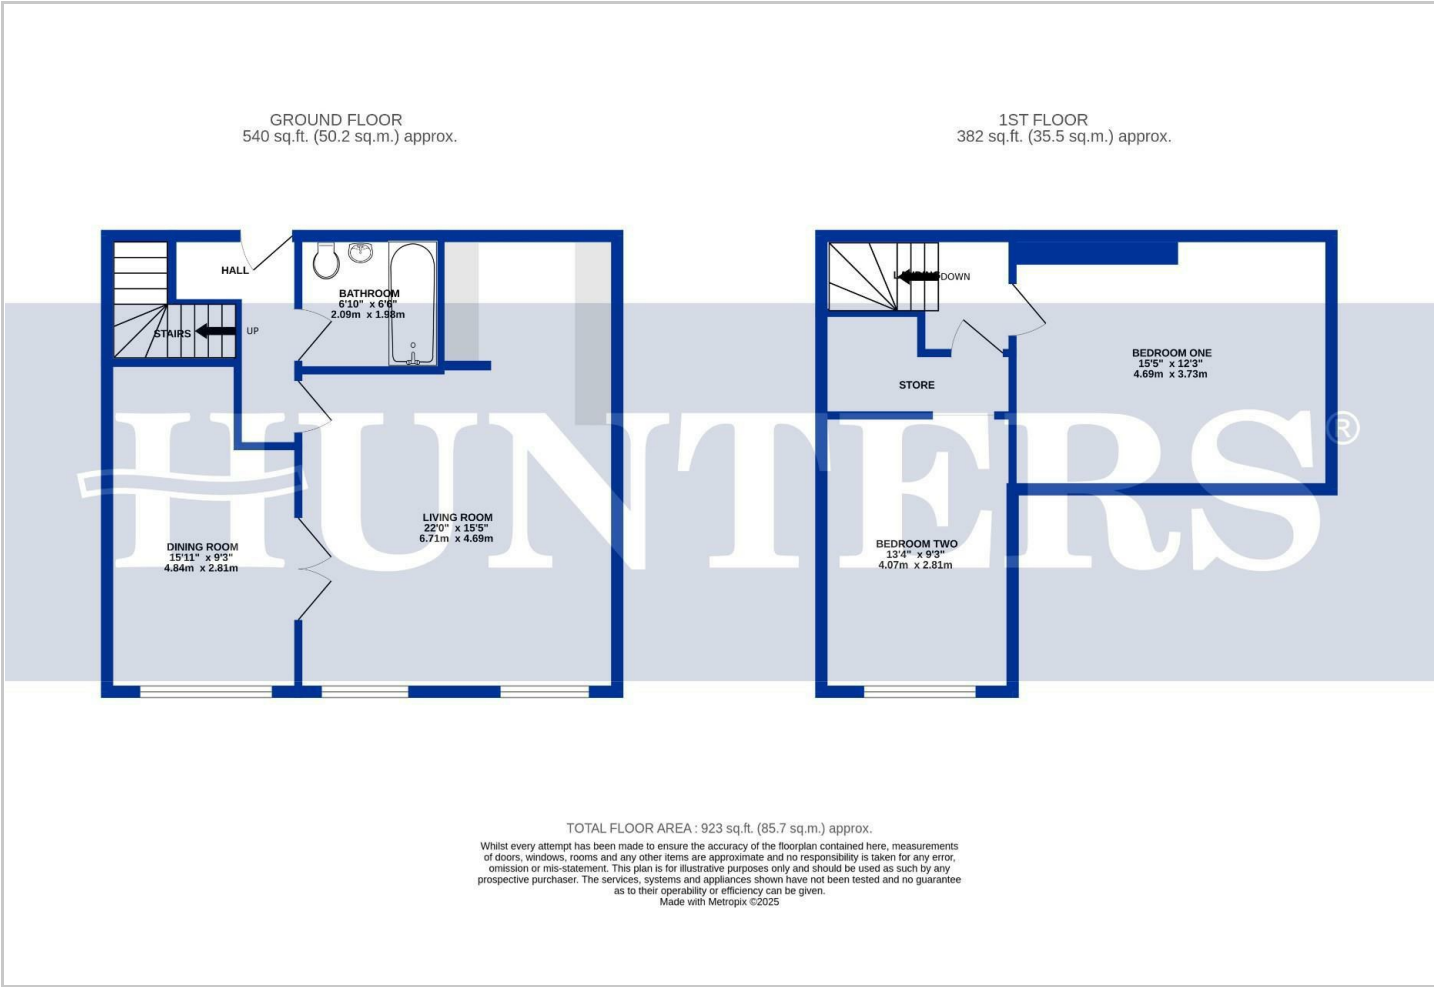 GROUND FLOOR
540 sq.ft. (50.2 sq.m.) approx.
1ST FLOOR
382 sq.ft. (35.5 sq.m.) approx.
HALL
BATHROOM
6'10" x 6'6"
2.09m x 1.98m
STAIRS
UP
LIVING ROOM
22'0" x 15'5"
6.71m x 4.69m
DINING ROOM
15'11" x 9'3"
4.84m x 2.81m
DOWN
BEDROOM ONE
15'5" x 12'3"
4.69m x 3.73m
STORE
BEDROOM TWO
13'4" x 9'3"
4.07m x 2.81m
HUNTERS®
TOTAL FLOOR AREA : 923 sq.ft. (85.7 sq.m.) approx.
Whilst every attempt has been made to ensure the accuracy of the floorplan contained here, measurements
of doors, windows, rooms and any other items are approximate and no responsibility is taken for any error,
omission or mis-statement. This plan is for illustrative purposes only and should be used as such by any
prospective purchaser. The services, systems and appliances shown have not been tested and no guarantee
as to their operability or efficiency can be given.
Made with Metropix ©2025